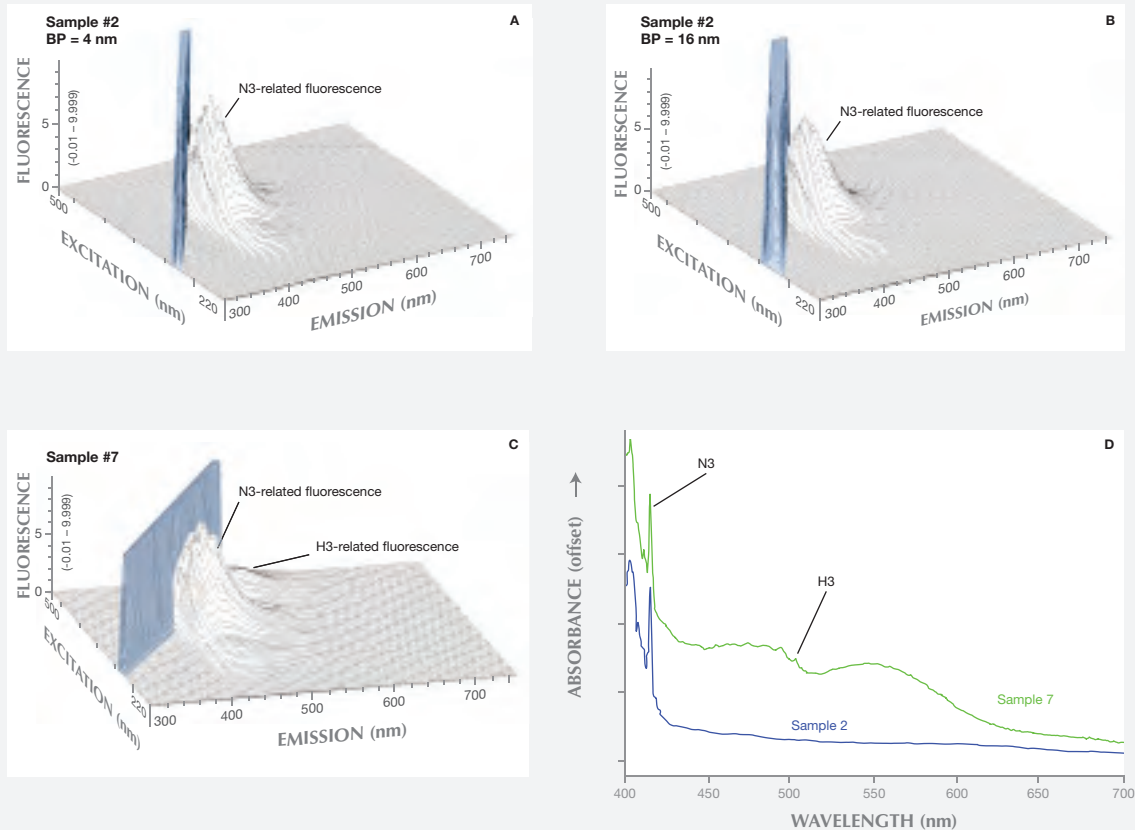 Sample #2
BP = 4 nm
A
FLUORESCENCE
(-0.01 – 9.999)
5
0
N3-related fluorescence
500
EXCITATION (nm)
220
300
400
500
600
700
EMISSION (nm)
Sample #2
BP = 16 nm
B
FLUORESCENCE
(-0.01 – 9.999)
5
0
N3-related fluorescence
500
EXCITATION (nm)
220
300
400
500
600
700
EMISSION (nm)
Sample #7
C
FLUORESCENCE
(-0.01 – 9.999)
5
0
N3-related fluorescence
H3-related fluorescence
500
EXCITATION (nm)
220
300
400
500
600
700
EMISSION (nm)
D
ABSORBANCE (offset)
N3
H3
Sample 7
Sample 2
400 450 500 550 600 650 700
WAVELENGTH (nm)